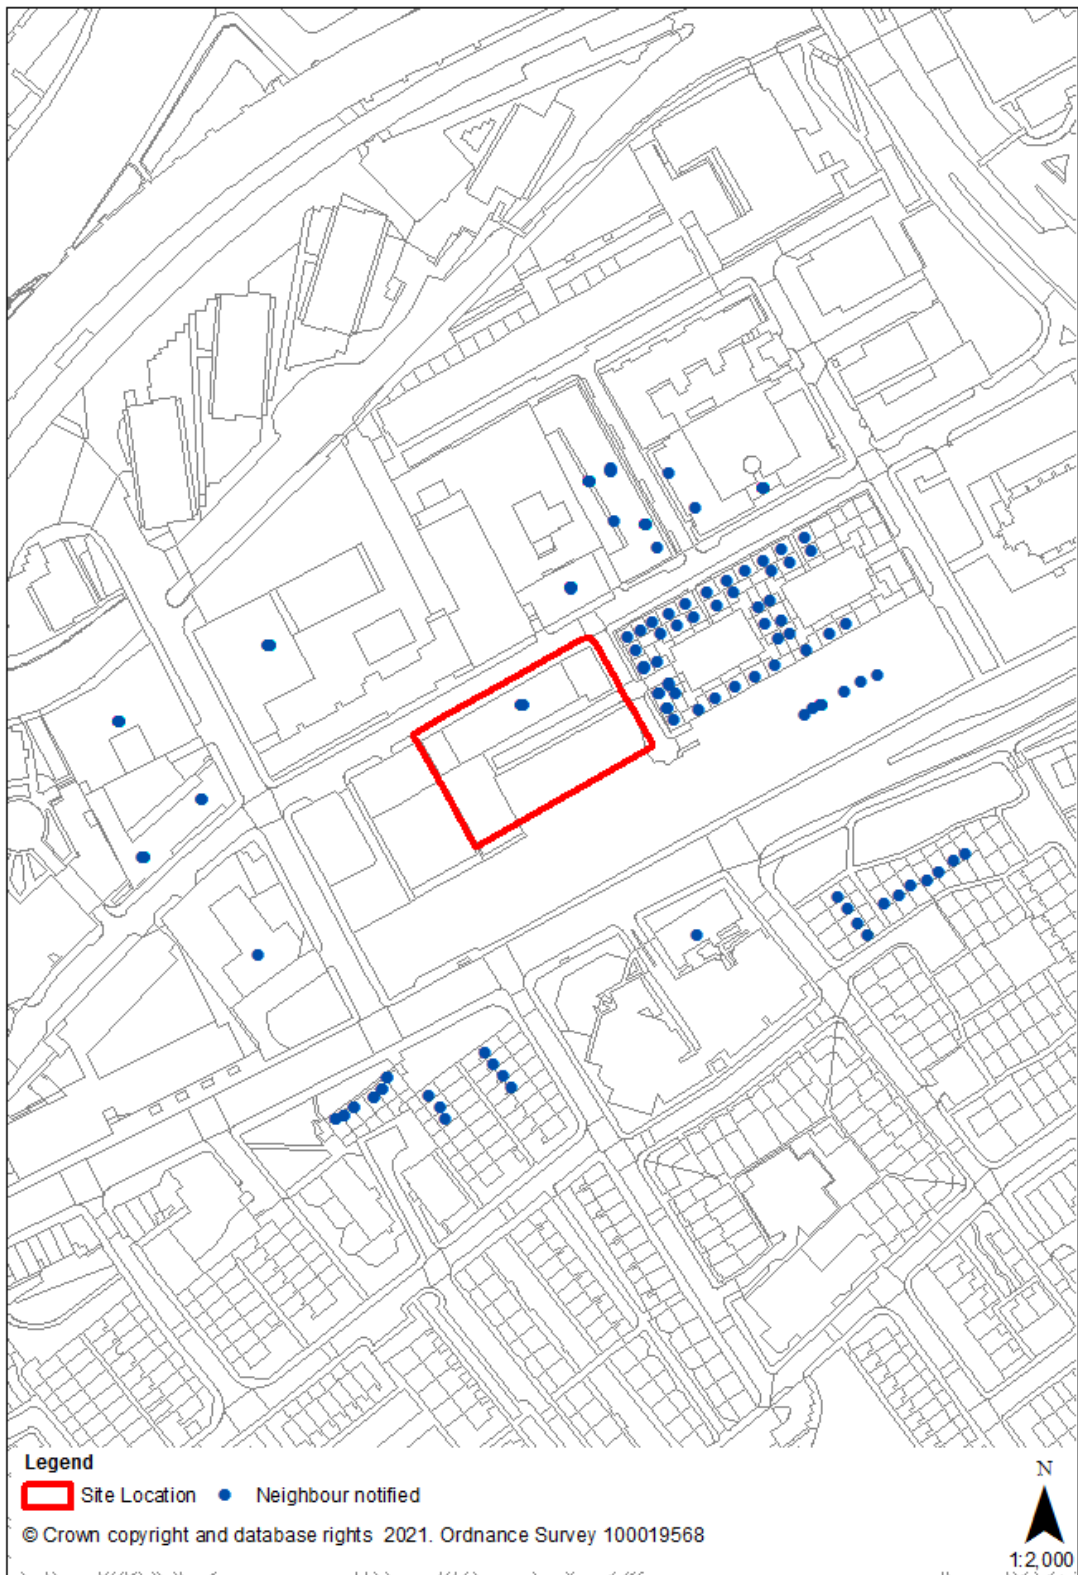 Legend
Site Location Neighbour notified
© Crown copyright and database rights 2021. Ordnance Survey 100019568
N
1:2,000